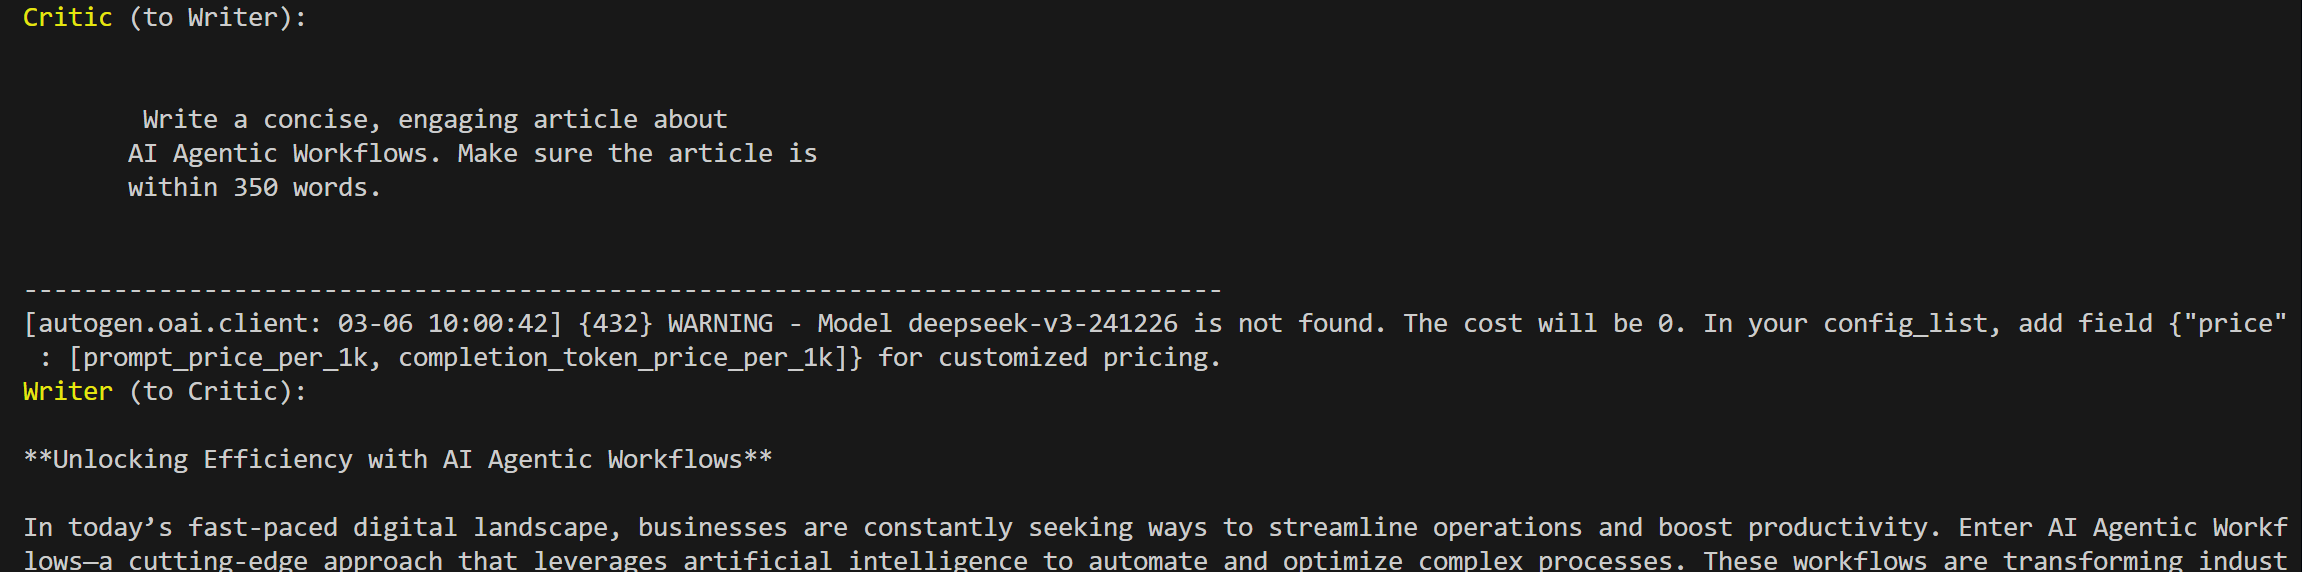 Critic (to Writer):
Write a concise, engaging article about
AI Agentic Workflows. Make sure the article is
within 350 words.
--------------------------------------------------------------------------------
[autogen.oai.client: 03-06 10:00:42] {432} WARNING - Model deepseek-v3-241226 is not found. The cost will be 0. In your config_list, add field {"price"
: [prompt_price_per_1k, completion_token_price_per_1k]} for customized pricing.
Writer (to Critic):
**Unlocking Efficiency with AI Agentic Workflows**
In today’s fast-paced digital landscape, businesses are constantly seeking ways to streamline operations and boost productivity. Enter AI Agentic Workf
lows—a cutting-edge approach that leverages artificial intelligence to automate and optimize complex processes. These workflows are transforming indust